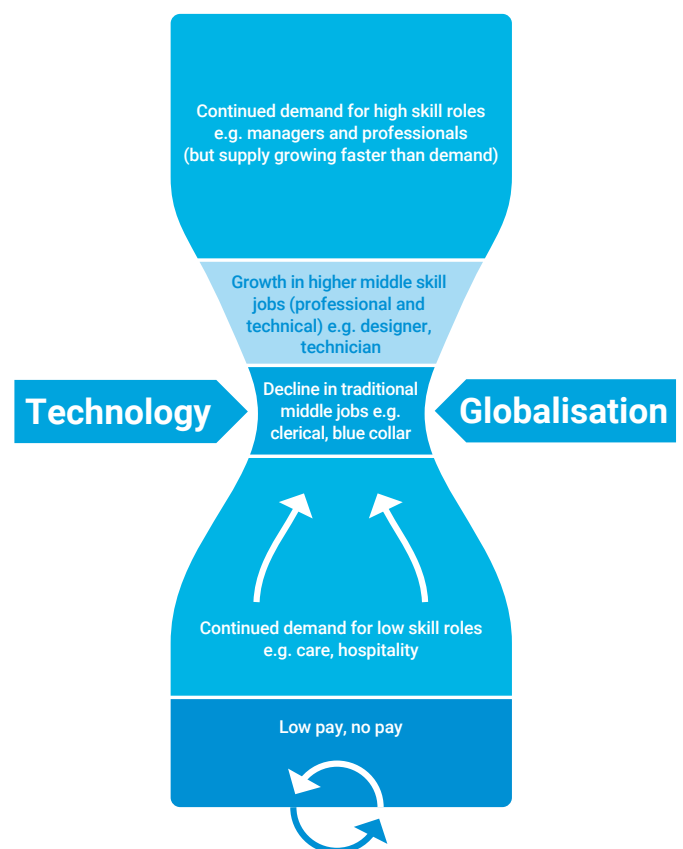 Continued demand for high skill roles
e.g. managers and professionals
(but supply growing faster than demand)
Growth in higher middle skill
jobs (professional and
technical) e.g. designer,
technician
Technology
Decline in traditional
middle jobs e.g.
clerical, blue collar
Globalisation
Continued demand for low skill roles
e.g. care, hospitality
Low pay, no pay